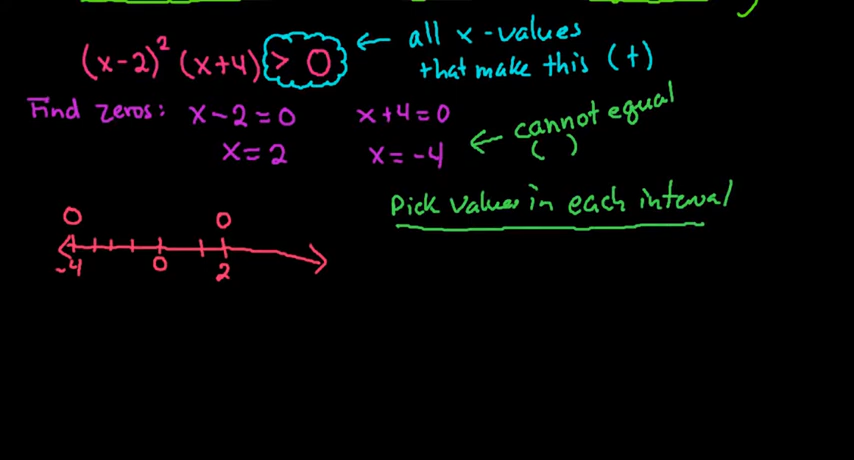 (x-2)² (x+4) > 0 ← all x-values
that make this (+)
Find zeros: x-2=0 x+4=0
x=2 x=-4 ← cannot equal
( )
Pick values in each interval
0 0
-4 0 2